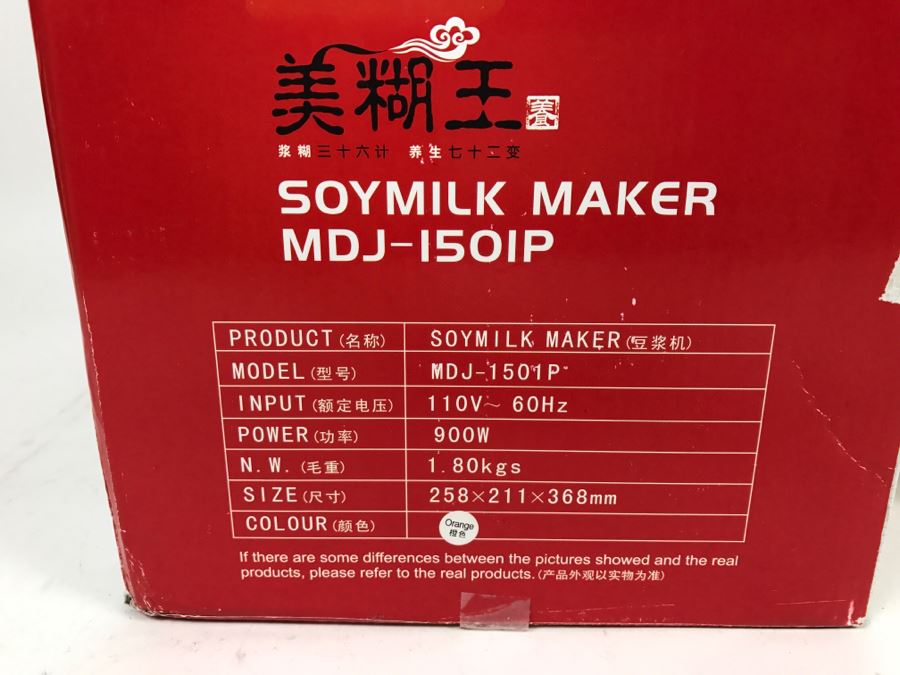 美糊王
浆糊三十六计 养生七十二变
SOYMILK MAKER
MDJ-1501P
PRODUCT(名称) SOYMILK MAKER(豆浆机)
MODEL(型号) MDJ-1501P
INPUT(额定电压) 110V~ 60Hz
POWER(功率) 900W
N.W.(毛重) 1.80kgs
SIZE(尺寸) 258×211×368mm
COLOUR(颜色) Orange
橙色
If there are some differences between the pictures showed and the real
products, please refer to the real products.(产品外观以实物为准)